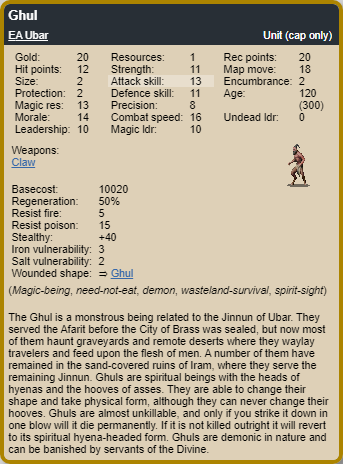 Ghul
EA Ubar Unit (cap only)
Gold: 20 Resources: 1 Rec points: 20
Hit points: 12 Strength: 11 Map move: 18
Size: 2 Attack skill: 13 Encumbrance: 2
Protection: 2 Defence skill: 11 Age: 120
Magic res: 13 Precision: 8 (300)
Morale: 14 Combat speed: 16 Undead ldr: 0
Leadership: 10 Magic ldr: 10
Weapons:
Claw
Basecost: 10020
Regeneration: 50%
Resist fire: 5
Resist poison: 15
Stealthy: +40
Iron vulnerability: 3
Salt vulnerability: 2
Wounded shape: ⇒ Ghul
(Magic-being, need-not-eat, demon, wasteland-survival, spirit-sight)
The Ghul is a monstrous being related to the Jinnun of Ubar. They
served the Afarit before the City of Brass was sealed, but now most
of them haunt graveyards and remote deserts where they waylay
travelers and feed upon the flesh of men. A number of them have
remained in the sand-covered ruins of Iram, where they serve the
remaining Jinnun. Ghuls are spiritual beings with the heads of
hyenas and the hooves of asses. They are able to change their
shape and take physical form, although they can never change their
hooves. Ghuls are almost unkillable, and only if you strike it down in
one blow will it die permanently. If it is not killed outright it will revert
to its spiritual hyena-headed form. Ghuls are demonic in nature and
can be banished by servants of the Divine.